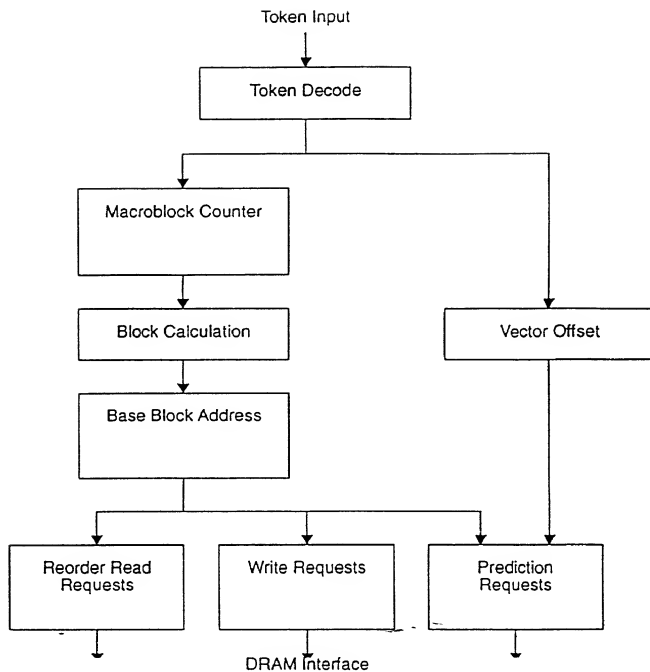 Token Input
Token Decode
Macroblock Counter
Block Calculation
Vector Offset
Base Block Address
Reorder Read
Requests
Write Requests
Prediction
Requests
DRAM Interface